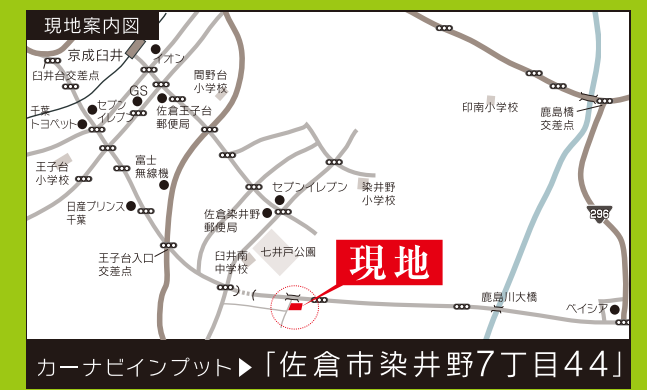 現地案内図
京成臼井
イオン
臼井台交差点
間野台
小学校
GS
セブン
イレブン
千葉
トヨペット
佐倉王子台
郵便局
印南小学校
鹿島橋
交差点
王子台
小学校
富士
無線機
セブンイレブン
染井野
小学校
日産プリンス
千葉
佐倉染井野
郵便局
296
王子台入口
交差点
臼井南
中学校
七井戸公園
現地
鹿島川大橋
ベイシア
カーナビインプット▶「佐倉市染井野7丁目44」